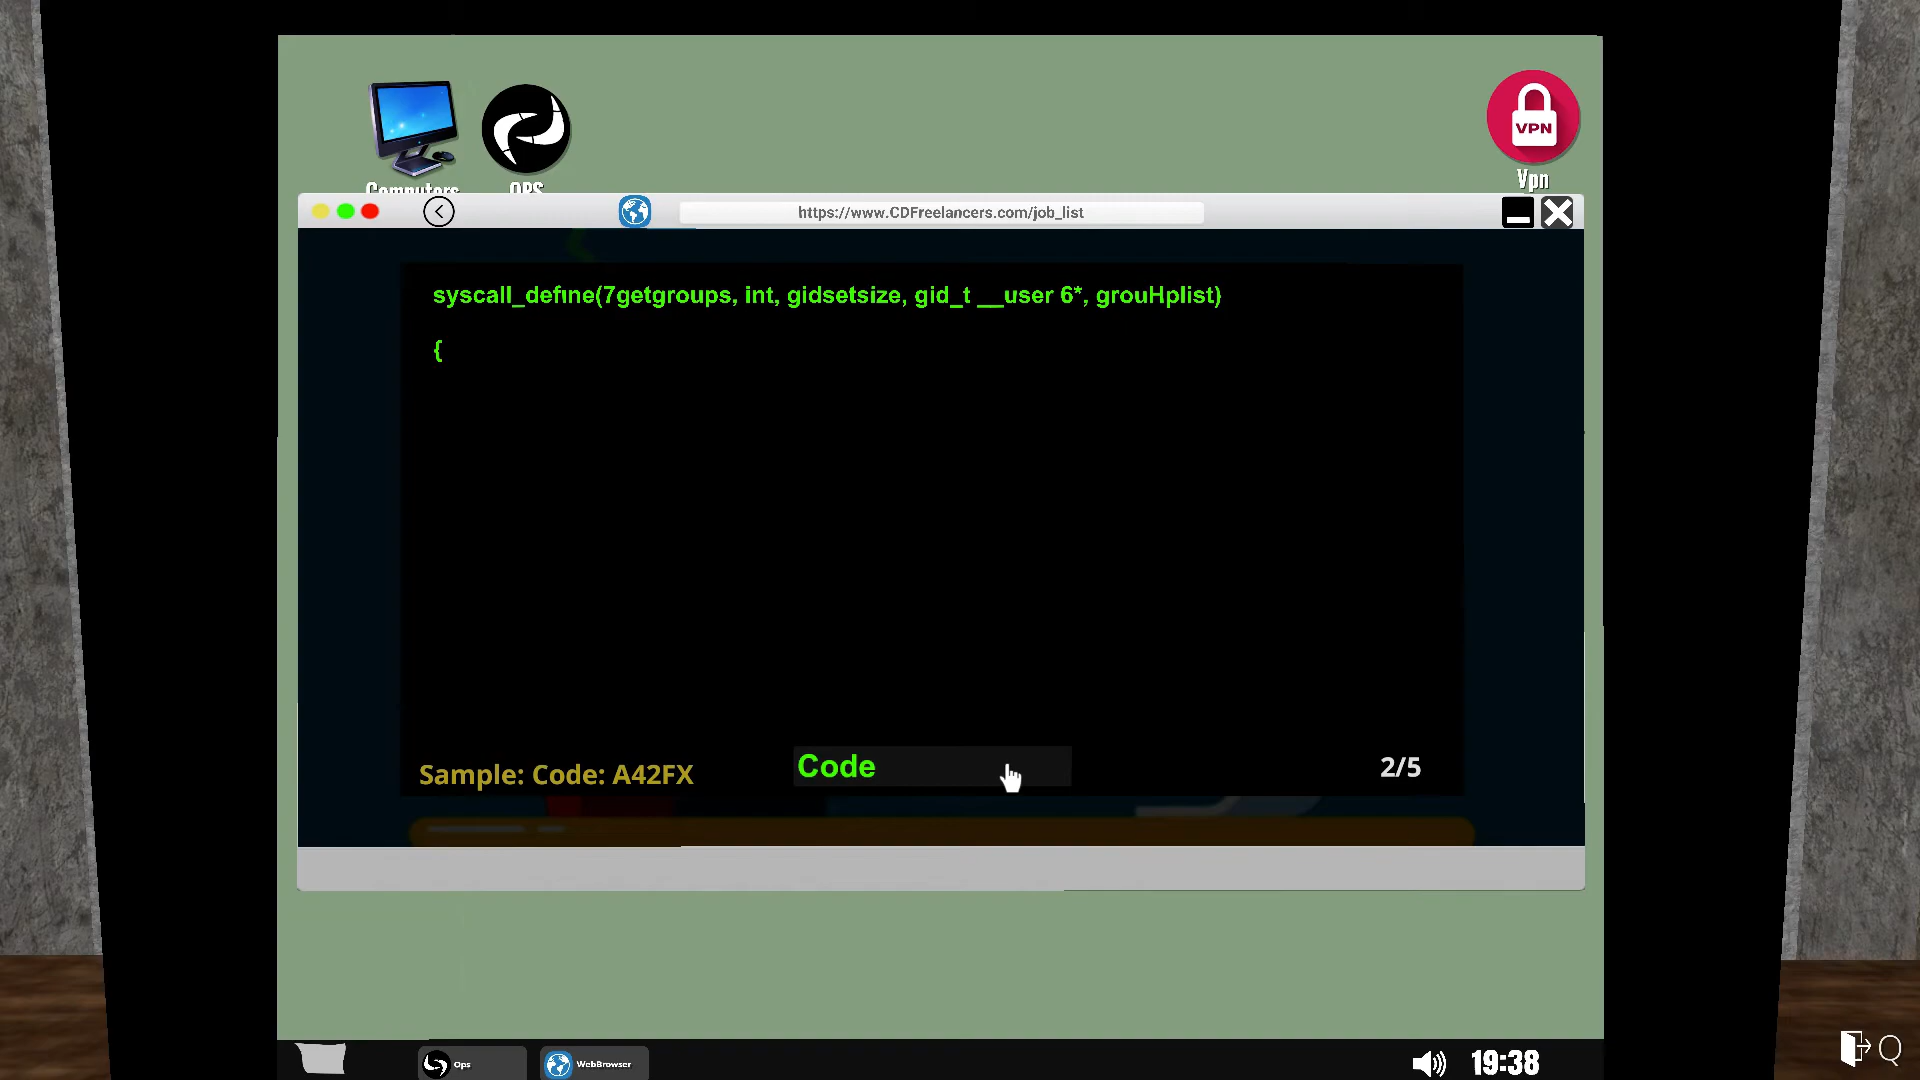 VPN
Computers
OPS
Vpn
https://www.CDFreelancers.com/job_list
syscall_define(7getgroups, int, gidsetsize, gid_t __user 6*, grouHplist)
{
Sample: Code: A42FX
Code
2/5
Ops
WebBrowser
19:38
Q